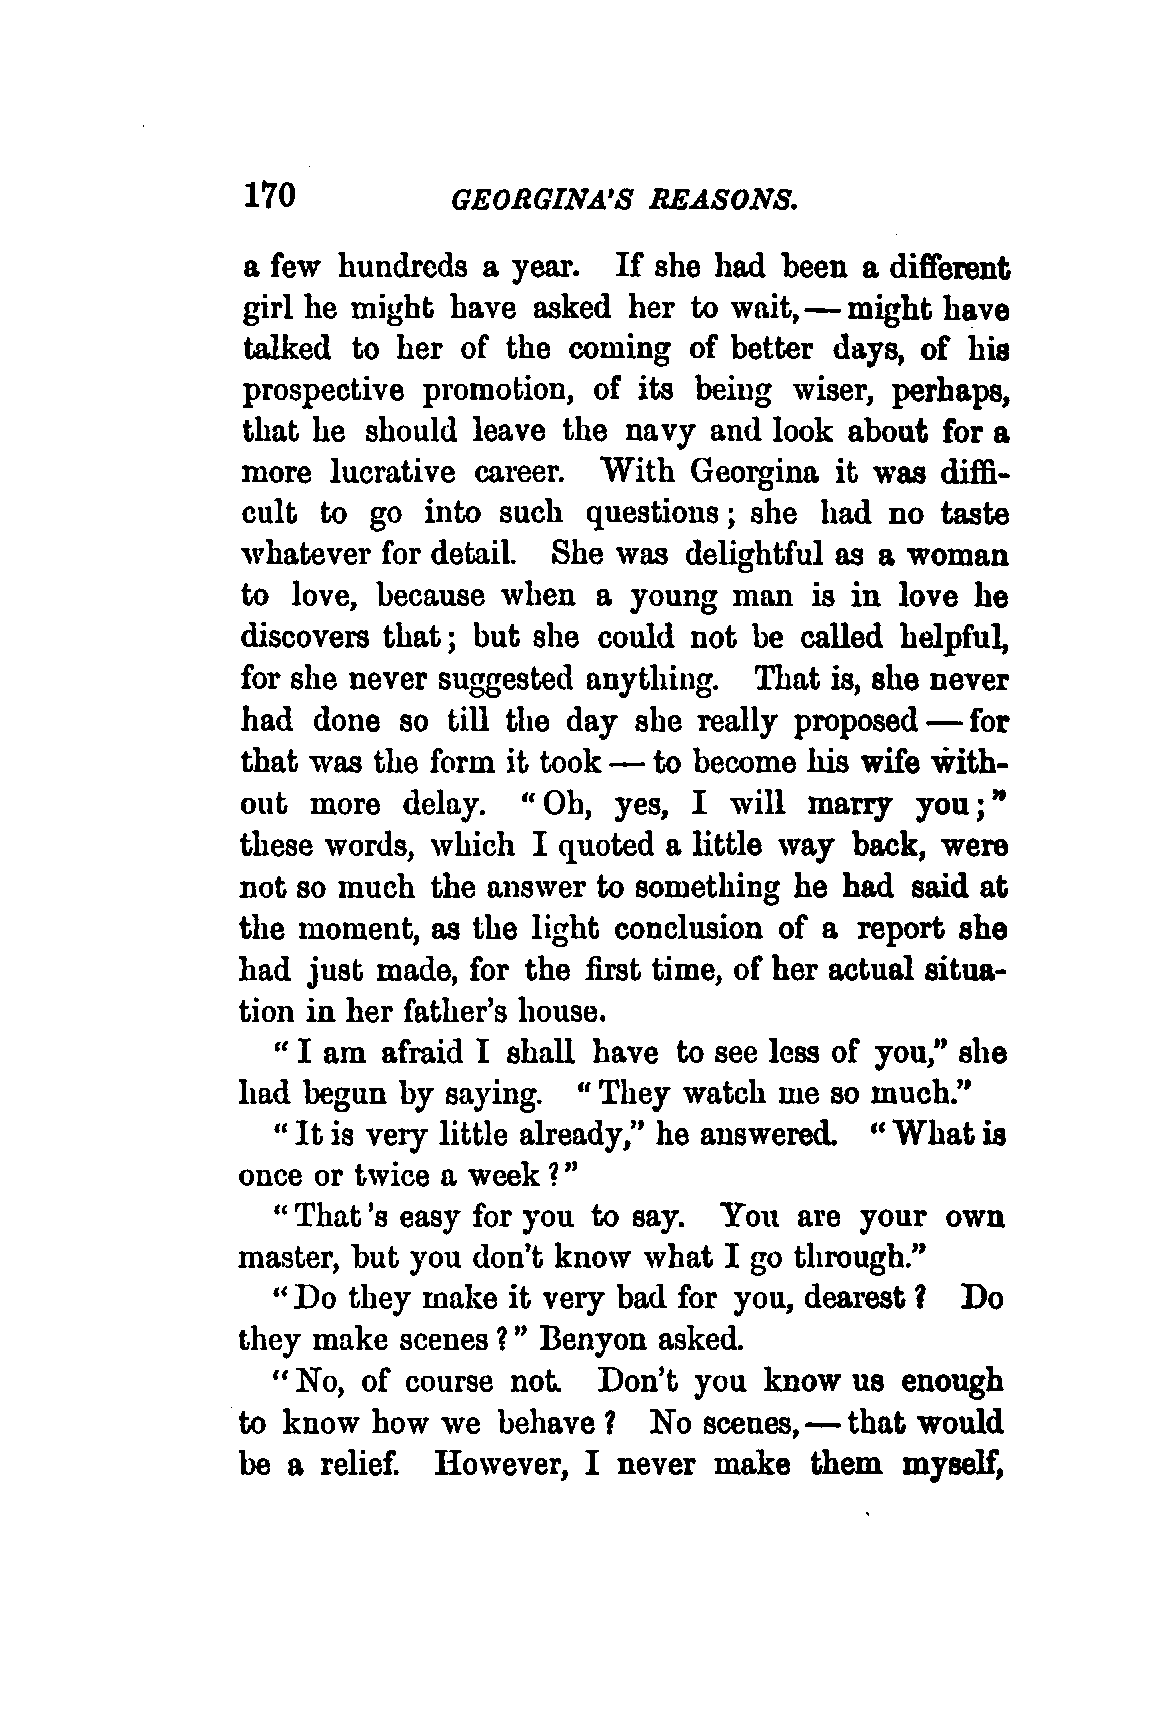 170 GEORGINA'S REASONS.
a few hundreds a year. If she had been a different
girl he might have asked her to wait,—might have
talked to her of the coming of better days, of his
prospective promotion, of its being wiser, perhaps,
that he should leave the navy and look about for a
more lucrative career. With Georgina it was diffi-
cult to go into such questions; she had no taste
whatever for detail. She was delightful as a woman
to love, because when a young man is in love he
discovers that; but she could not be called helpful,
for she never suggested anything. That is, she never
had done so till the day she really proposed—for
that was the form it took—to become his wife with-
out more delay. "Oh, yes, I will marry you;"
these words, which I quoted a little way back, were
not so much the answer to something he had said at
the moment, as the light conclusion of a report she
had just made, for the first time, of her actual situa-
tion in her father's house.
"I am afraid I shall have to see less of you," she
had begun by saying. "They watch me so much."
"It is very little already," he answered. "What is
once or twice a week?"
"That's easy for you to say. You are your own
master, but you don't know what I go through."
"Do they make it very bad for you, dearest? Do
they make scenes?" Benyon asked.
"No, of course not. Don't you know us enough
to know how we behave? No scenes,—that would
be a relief. However, I never make them myself,